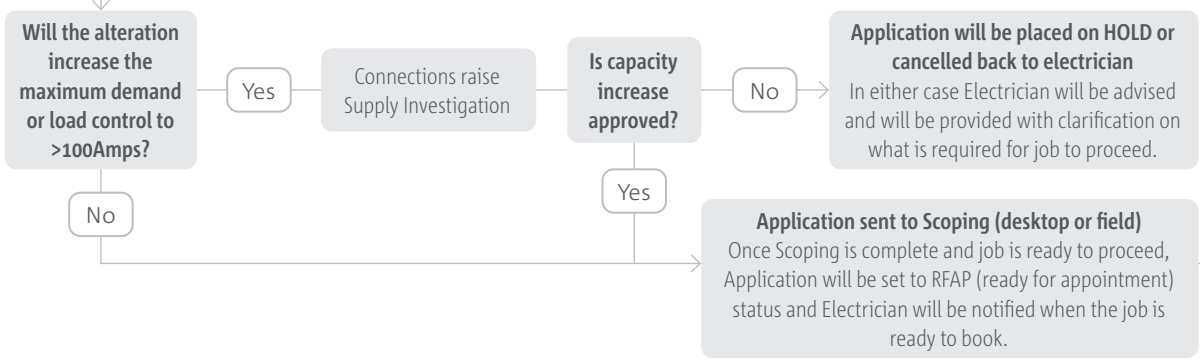 Will the alteration
increase the
maximum demand
or load control to
>100Amps?
Yes
Connections raise
Supply Investigation
Is capacity
increase
approved?
No
Application will be placed on HOLD or
cancelled back to electrician
In either case Electrician will be advised
and will be provided with clarification on
what is required for job to proceed.
Yes
No
Application sent to Scoping (desktop or field)
Once Scoping is complete and job is ready to proceed,
Application will be set to RFAP (ready for appointment)
status and Electrician will be notified when the job is
ready to book.